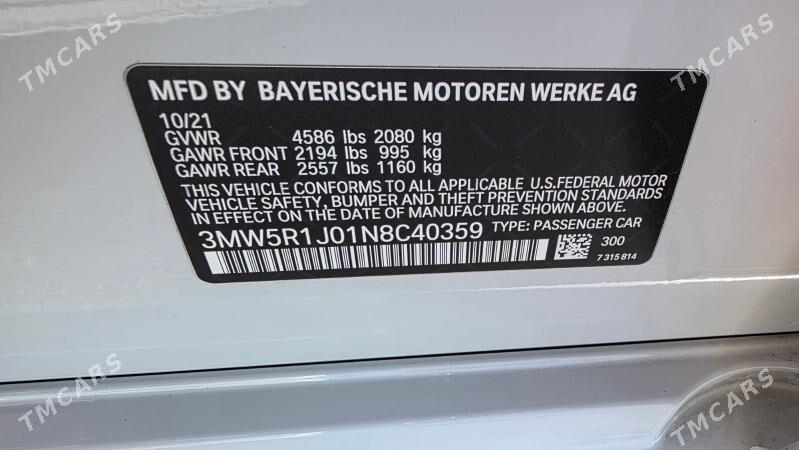 TMCARS
TMCARS
MFD BY BAYERISCHE MOTOREN WERKE AG
10/21
GVWR 4586 lbs 2080 kg
GAWR FRONT 2194 lbs 995 kg
GAWR REAR 2557 lbs 1160 kg
THIS VEHICLE CONFORMS TO ALL APPLICABLE U.S.FEDERAL MOTOR
VEHICLE SAFETY, BUMPER AND THEFT PREVENTION STANDARDS
IN EFFECT ON THE DATE OF MANUFACTURE SHOWN ABOVE.
3MW5R1J01N8C40359 TYPE: PASSENGER CAR
300
7 315 814
TMCARS
TMCARS